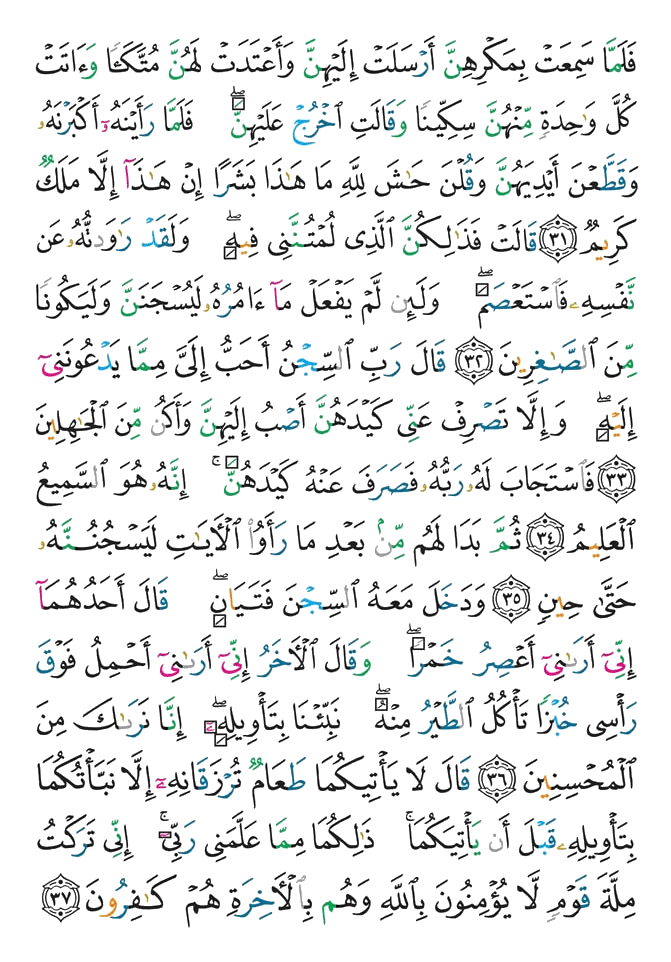 فَلَمَّا سَمِعَتْ بِمَكْرِهِنَّ أَرْسَلَتْ إِلَيْهِنَّ وَأَعْتَدَتْ لَهُنَّ مُتَّكَـًٔا وَءَاتَتْ
كُلَّ وَٰحِدَةٍ مِّنْهُنَّ سِكِّينًا وَقَالَتِ ٱخْرُجْ عَلَيْهِنَّ ۖ فَلَمَّا رَأَيْنَهُۥٓ أَكْبَرْنَهُۥ
وَقَطَّعْنَ أَيْدِيَهُنَّ وَقُلْنَ حَٰشَ لِلَّهِ مَا هَٰذَا بَشَرًا إِنْ هَٰذَآ إِلَّا مَلَكٌ
كَرِيمٌ ٣١ قَالَتْ فَذَٰلِكُنَّ ٱلَّذِى لُمْتُنَّنِى فِيهِ ۖ وَلَقَدْ رَٰوَدتُّهُۥ عَن
نَّفْسِهِۦ فَٱسْتَعْصَمَ ۖ وَلَئِن لَّمْ يَفْعَلْ مَآ ءَامُرُهُۥ لَيُسْجَنَنَّ وَلَيَكُونًا
مِّنَ ٱلصَّٰغِرِينَ ٣٢ قَالَ رَبِّ ٱلسِّجْنُ أَحَبُّ إِلَىَّ مِمَّا يَدْعُونَنِىٓ
إِلَيْهِ ۖ وَإِلَّا تَصْرِفْ عَنِّى كَيْدَهُنَّ أَصْبُ إِلَيْهِنَّ وَأَكُن مِّنَ ٱلْجَٰهِلِينَ
٣٣ فَٱسْتَجَابَ لَهُۥ رَبُّهُۥ فَصَرَفَ عَنْهُ كَيْدَهُنَّ ۚ إِنَّهُۥ هُوَ ٱلسَّمِيعُ
ٱلْعَلِيمُ ٣٤ ثُمَّ بَدَا لَهُم مِّنۢ بَعْدِ مَا رَأَوُا۟ ٱلْـَٔايَٰتِ لَيَسْجُنُنَّهُۥ
حَتَّىٰ حِينٍ ٣٥ وَدَخَلَ مَعَهُ ٱلسِّجْنَ فَتَيَانِ ۖ قَالَ أَحَدُهُمَآ
إِنِّىٓ أَرَىٰنِىٓ أَعْصِرُ خَمْرًا ۖ وَقَالَ ٱلْـَٔاخَرُ إِنِّىٓ أَرَىٰنِىٓ أَحْمِلُ فَوْقَ
رَأْسِى خُبْزًا تَأْكُلُ ٱلطَّيْرُ مِنْهُ ۖ نَبِّئْنَا بِتَأْوِيلِهِۦٓ ۖ إِنَّا نَرَىٰكَ مِنَ
ٱلْمُحْسِنِينَ ٣٦ قَالَ لَا يَأْتِيكُمَا طَعَامٌ تُرْزَقَانِهِۦٓ إِلَّا نَبَّأْتُكُمَا
بِتَأْوِيلِهِۦ قَبْلَ أَن يَأْتِيَكُمَا ۚ ذَٰلِكُمَا مِمَّا عَلَّمَنِى رَبِّىٓ ۚ إِنِّى تَرَكْتُ
مِلَّةَ قَوْمٍ لَّا يُؤْمِنُونَ بِٱللَّهِ وَهُم بِٱلْـَٔاخِرَةِ هُمْ كَٰفِرُونَ ٣٧